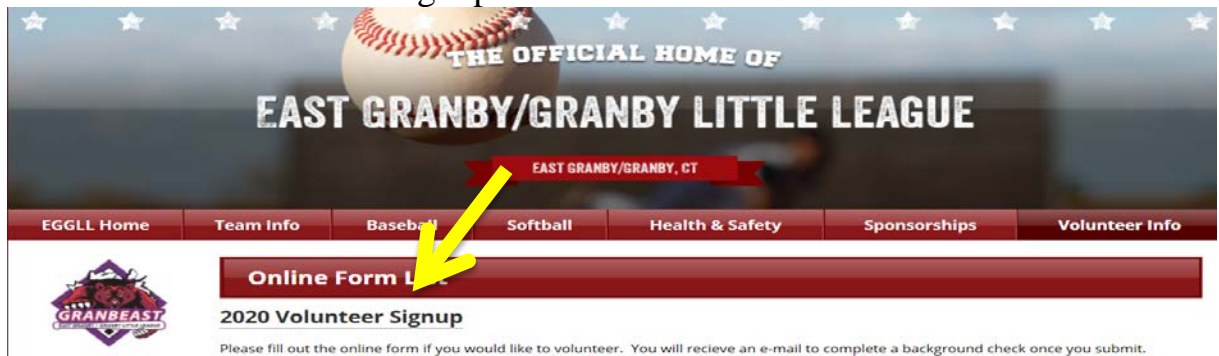 THE OFFICIAL HOME OF
EAST GRANBY/GRANBY LITTLE LEAGUE
EAST GRANBY/GRANBY, CT
EGGLL Home Team Info Baseball Softball Health & Safety Sponsorships Volunteer Info
GRANBEAST
Online Form
2020 Volunteer Signup
Please fill out the online form if you would like to volunteer. You will recieve an e-mail to complete a background check once you submit.